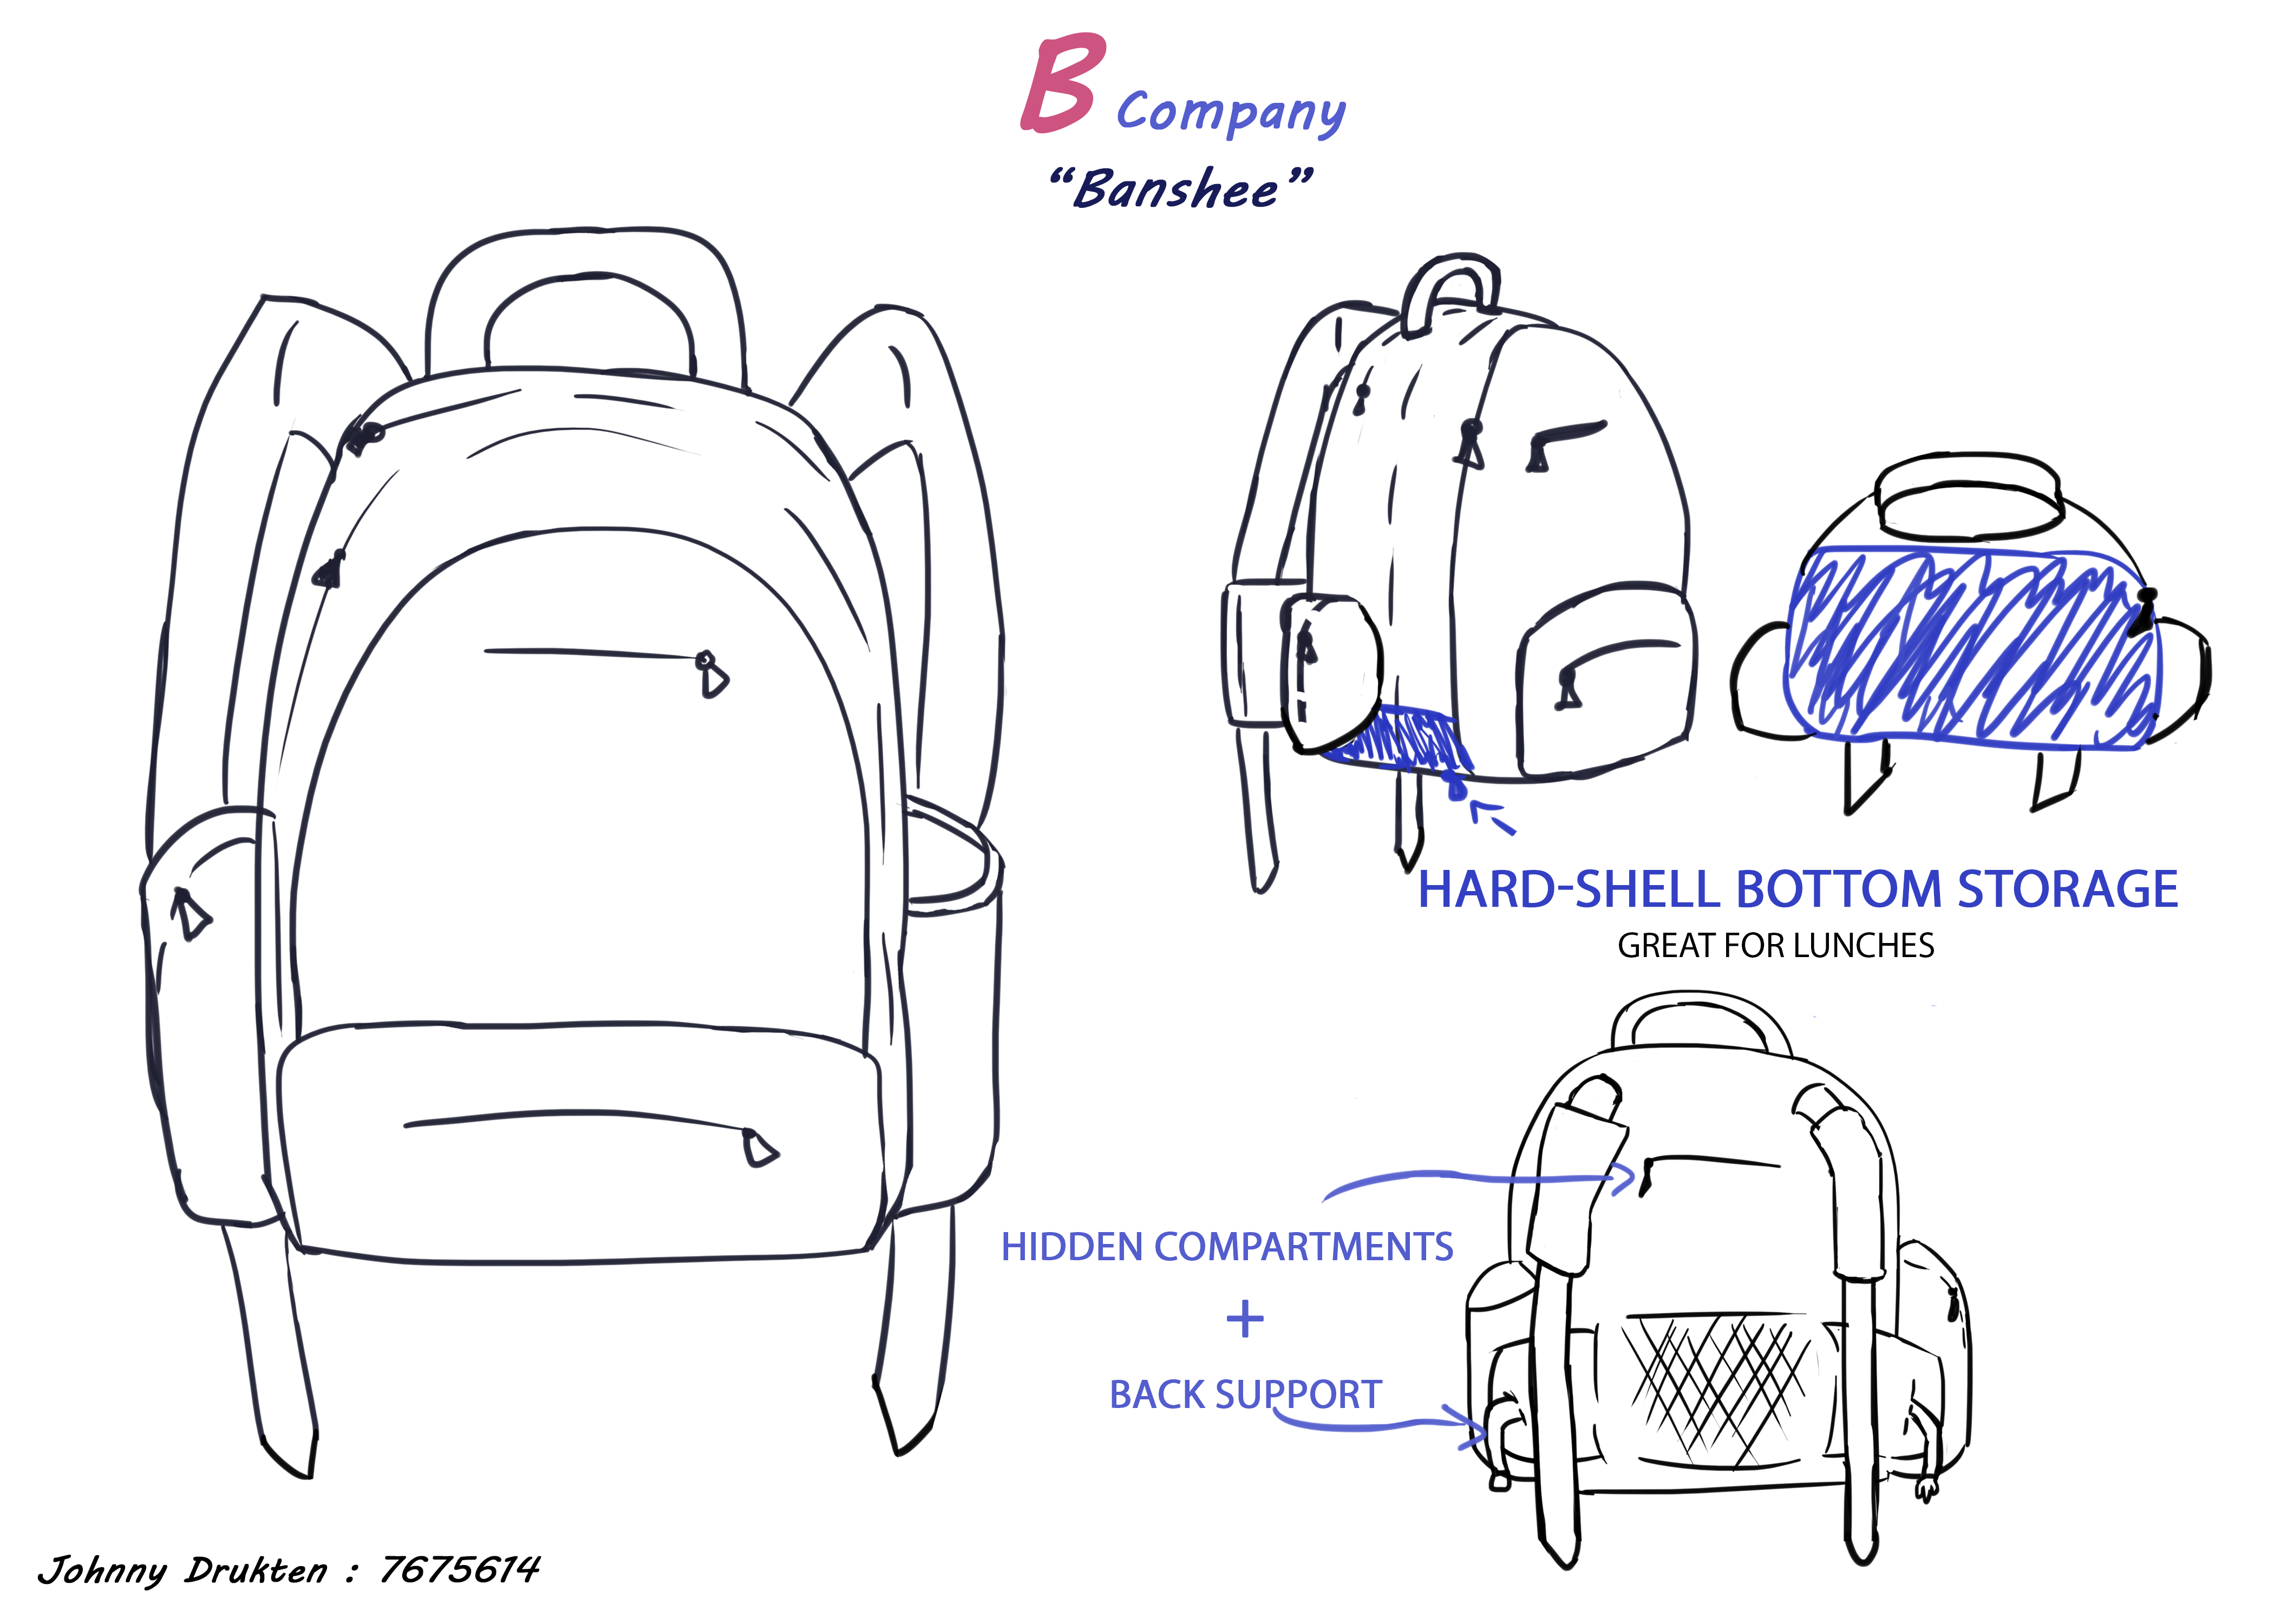 B Company
“Banshee”
HARD-SHELL BOTTOM STORAGE
GREAT FOR LUNCHES
HIDDEN COMPARTMENTS
+
BACK SUPPORT
Johnny Drukten : 7675614